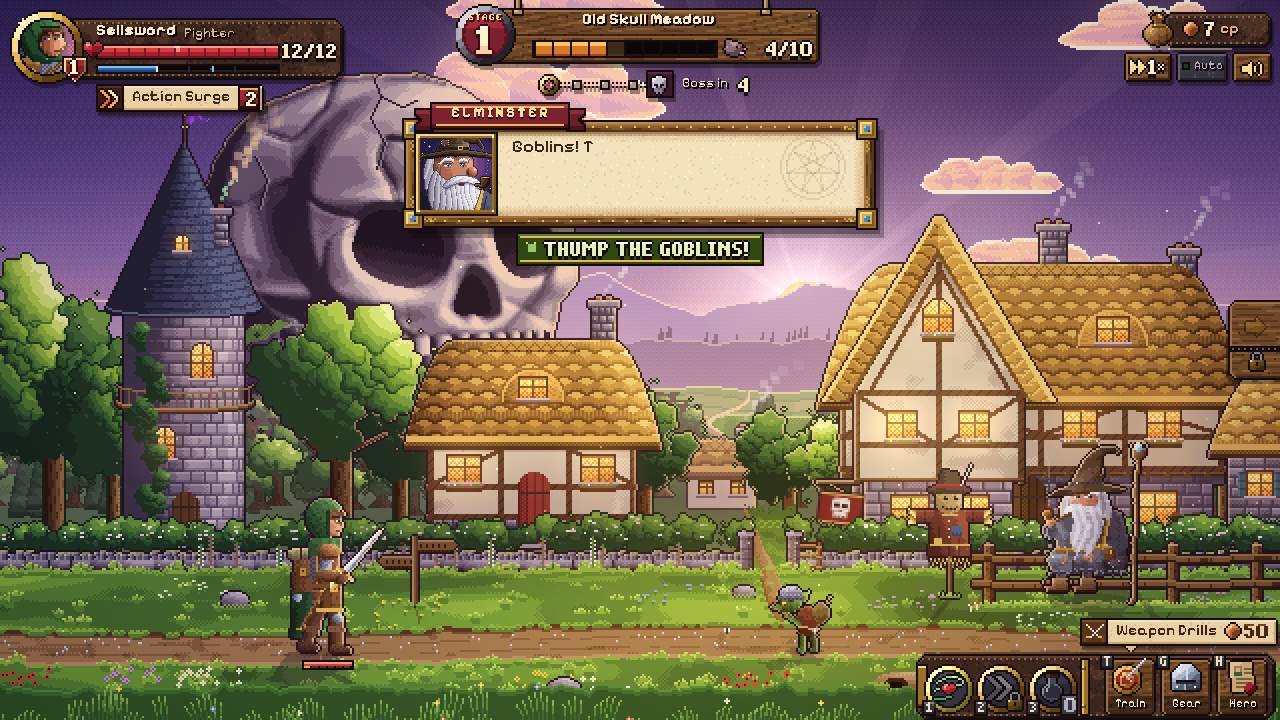 Sellsword Fighter
12/12
1
Action Surge 2
STAGE
1
Old Skull Meadow
4/10
Boss in 4
7 cp
1x
Auto
ELMINSTER
Goblins! ↑
THUMP THE GOBLINS!
Weapon Drills 50
T G H
1 2 3 0
Train Gear Hero